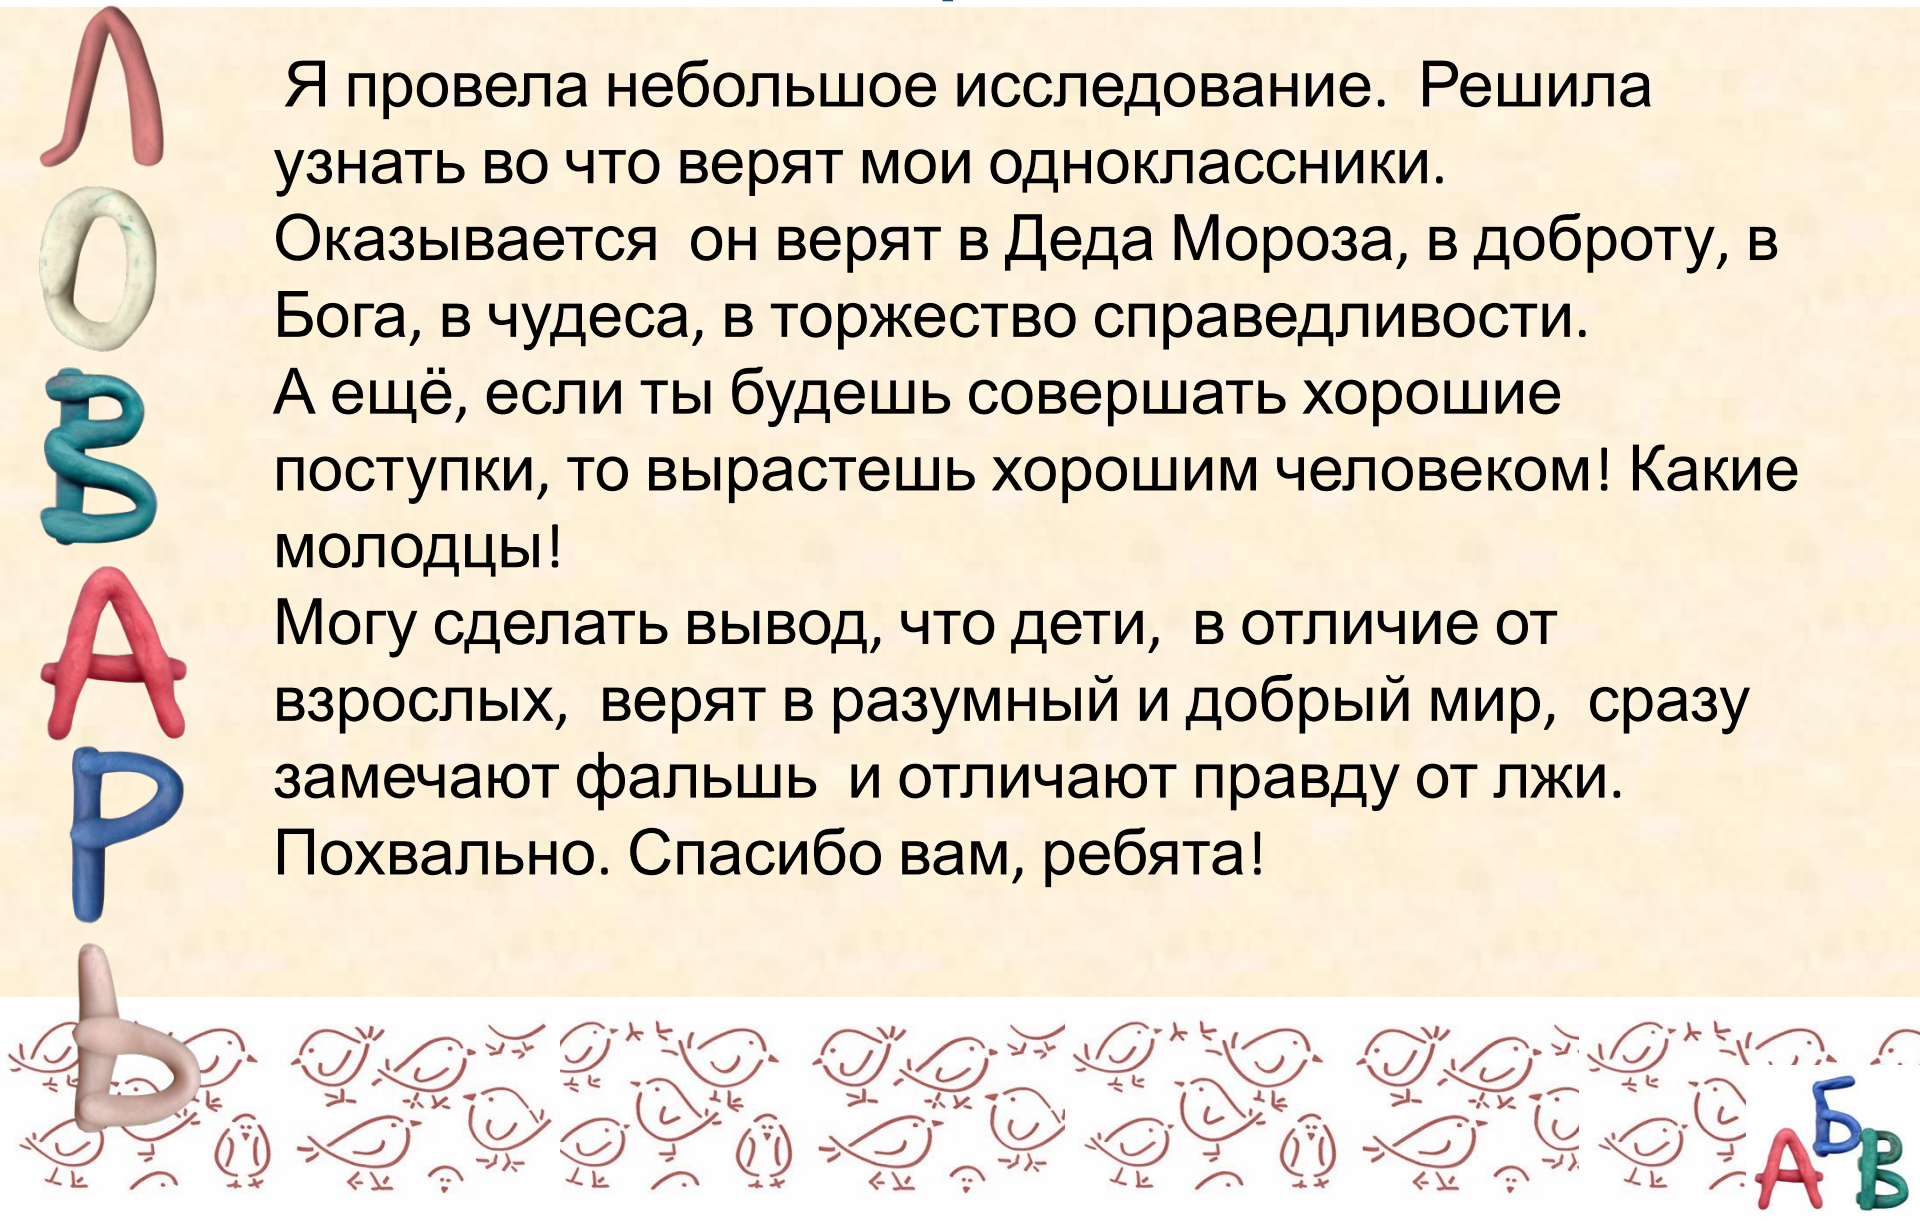 Л
О
В
А
Р
Ь
Я провела небольшое исследование. Решила
узнать во что верят мои одноклассники.
Оказывается он верят в Деда Мороза, в доброту, в
Бога, в чудеса, в торжество справедливости.
А ещё, если ты будешь совершать хорошие
поступки, то вырастешь хорошим человеком! Какие
молодцы!
Могу сделать вывод, что дети, в отличие от
взрослых, верят в разумный и добрый мир, сразу
замечают фальшь и отличают правду от лжи.
Похвально. Спасибо вам, ребята!
АБВ